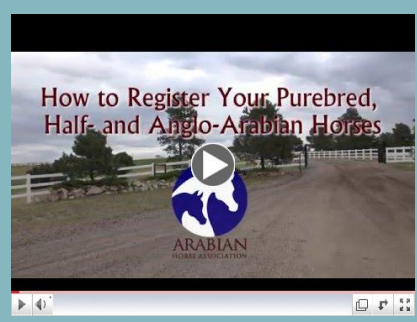 How to Register Your Purebred,
Half- and Anglo-Arabian Horses
ARABIAN
HORSE ASSOCIATION